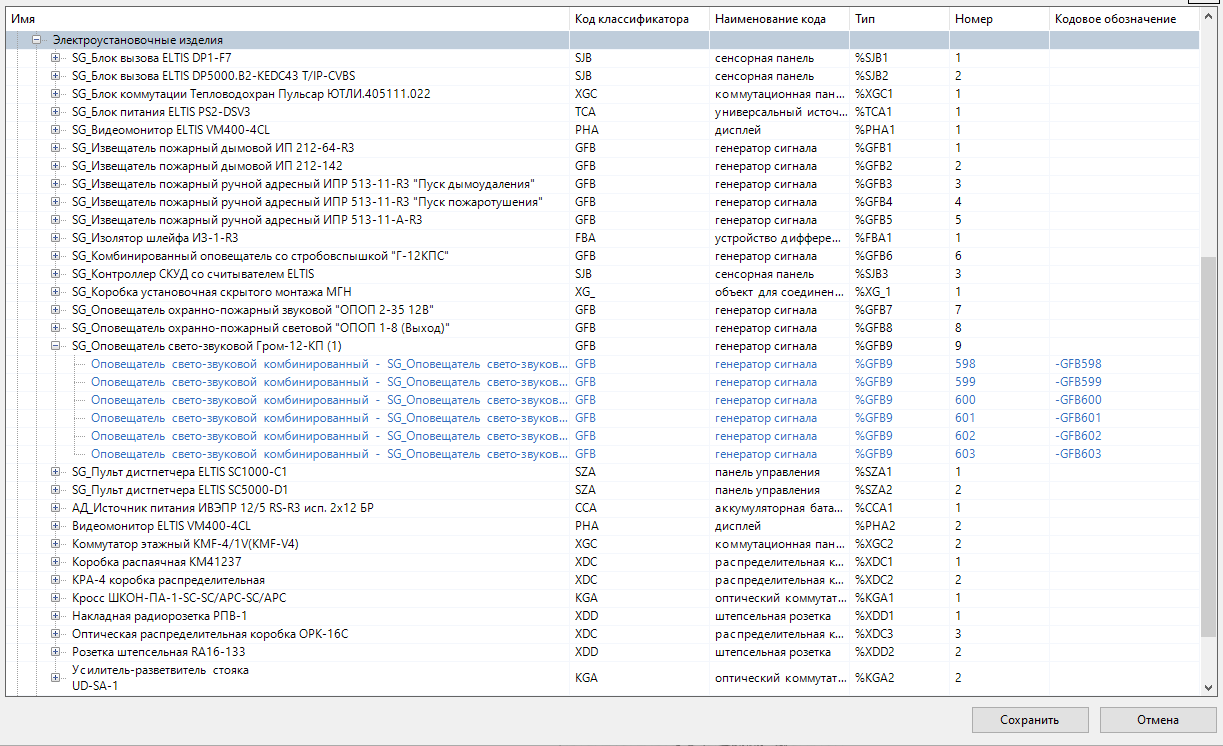 Имя Код классификатора Наименование кода Тип Номер Кодовое обозначение
Электроустановочные изделия
SG_Блок вызова ELTIS DP1-F7 SJB сенсорная панель %SJB1 1
SG_Блок вызова ELTIS DP5000.B2-KEDC43 T/IP-CVBS SJB сенсорная панель %SJB2 2
SG_Блок коммутации Тепловодохран Пульсар ЮТЛИ.405111.022 XGC коммутационная пан... %XGC1 1
SG_Блок питания ELTIS PS2-DSV3 TCA универсальный источ... %TCA1 1
SG_Видеомонитор ELTIS VM400-4CL PHA дисплей %PHA1 1
SG_Извещатель пожарный дымовой ИП 212-64-R3 GFB генератор сигнала %GFB1 1
SG_Извещатель пожарный дымовой ИП 212-142 GFB генератор сигнала %GFB2 2
SG_Извещатель пожарный ручной адресный ИПР 513-11-R3 "Пуск дымоудаления" GFB генератор сигнала %GFB3 3
SG_Извещатель пожарный ручной адресный ИПР 513-11-R3 "Пуск пожаротушения" GFB генератор сигнала %GFB4 4
SG_Извещатель пожарный ручной адресный ИПР 513-11-А-R3 GFB генератор сигнала %GFB5 5
SG_Изолятор шлейфа ИЗ-1-R3 FBA устройство диффере... %FBA1 1
SG_Комбинированный оповещатель со стробовспышкой "Г-12КПС" GFB генератор сигнала %GFB6 6
SG_Контроллер СКУД со считывателем ELTIS SJB сенсорная панель %SJB3 3
SG_Коробка установочная скрытого монтажа МГН XG_ объект для соединен... %XG_1 1
SG_Оповещатель охранно-пожарный звуковой "ОПОП 2-35 12В" GFB генератор сигнала %GFB7 7
SG_Оповещатель охранно-пожарный световой "ОПОП 1-8 (Выход)" GFB генератор сигнала %GFB8 8
SG_Оповещатель свето-звуковой Гром-12-КП (1) GFB генератор сигнала %GFB9 9
Оповещатель свето-звуковой комбинированный - SG_Оповещатель свето-звуков... GFB генератор сигнала %GFB9 598 -GFB598
Оповещатель свето-звуковой комбинированный - SG_Оповещатель свето-звуков... GFB генератор сигнала %GFB9 599 -GFB599
Оповещатель свето-звуковой комбинированный - SG_Оповещатель свето-звуков... GFB генератор сигнала %GFB9 600 -GFB600
Оповещатель свето-звуковой комбинированный - SG_Оповещатель свето-звуков... GFB генератор сигнала %GFB9 601 -GFB601
Оповещатель свето-звуковой комбинированный - SG_Оповещатель свето-звуков... GFB генератор сигнала %GFB9 602 -GFB602
Оповещатель свето-звуковой комбинированный - SG_Оповещатель свето-звуков... GFB генератор сигнала %GFB9 603 -GFB603
SG_Пульт диспетчера ELTIS SC1000-C1 SZA панель управления %SZA1 1
SG_Пульт дистпетчера ELTIS SC5000-D1 SZA панель управления %SZA2 2
АД_Источник питания ИВЭПР 12/5 RS-R3 исп. 2х12 БР CCA аккумуляторная бата... %CCA1 1
Видеомонитор ELTIS VM400-4CL PHA дисплей %PHA2 2
Коммутатор этажный KMF-4/1V(KMF-V4) XGC коммутационная пан... %XGC2 2
Коробка распаячная КМ41237 XDC распределительная к... %XDC1 1
КРА-4 коробка распределительная XDC распределительная к... %XDC2 2
Кросс ШКОН-ПА-1-SC-SC/APC-SC/APC KGA оптический коммутат... %KGA1 1
Накладная радиорозетка РПВ-1 XDD штепсельная розетка %XDD1 1
Оптическая распределительная коробка ОРК-16С XDC распределительная к... %XDC3 3
Розетка штепсельная RA16-133 XDD штепсельная розетка %XDD2 2
Усилитель-разветвитель стояка
UD-SA-1 KGA оптический коммутат... %KGA2 2
Сохранить Отмена